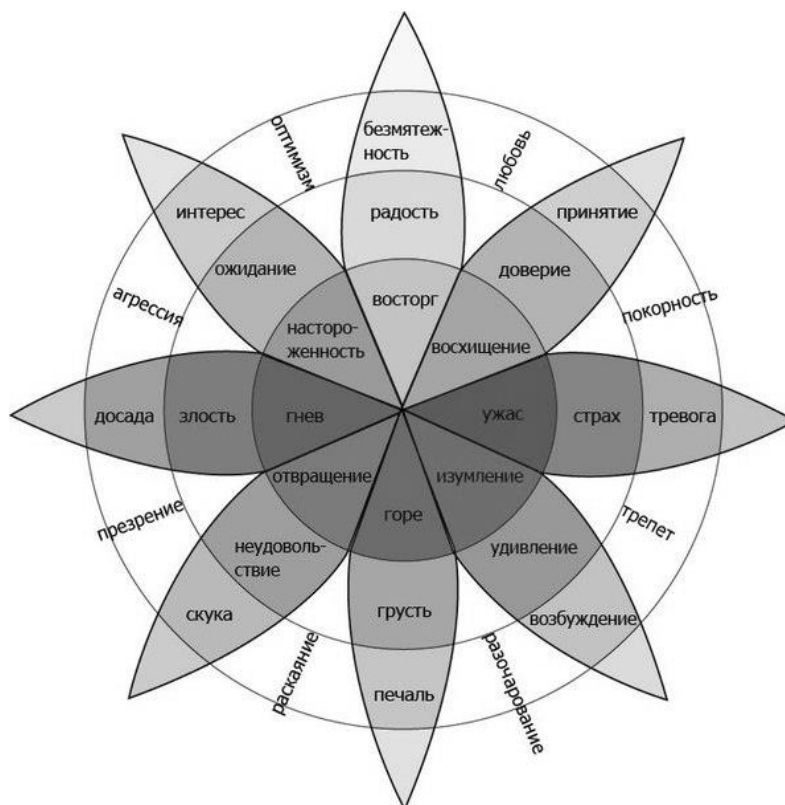 безмятеж-
ность
оптимизм
любовь
интерес
радость
принятие
ожидание
доверие
агрессия
восторг
покорность
насторо-
женность
восхищение
досада
злость
гнев
ужас
страх
тревога
отвращение
изумление
презрение
горе
трепет
неудоволь-
ствие
удивление
скука
грусть
возбуждение
раскаяние
печаль
разочарование